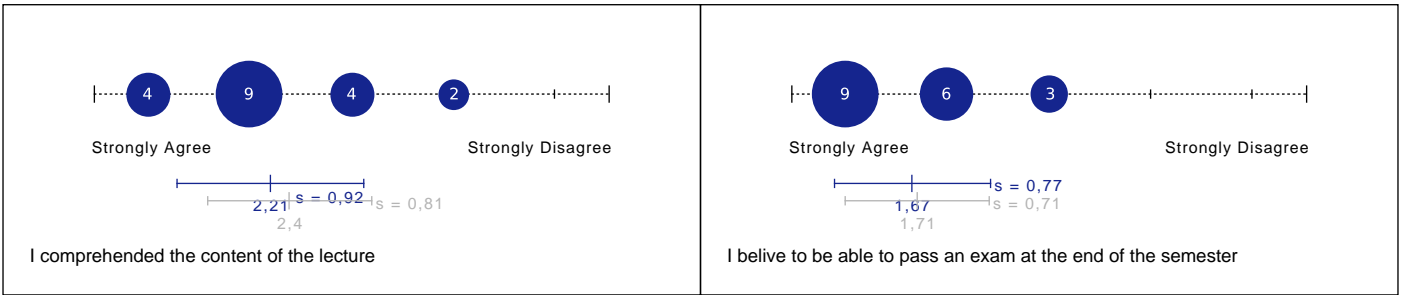 4 9 4 2
Strongly Agree Strongly Disagree
s = 0,92
2,21
s = 0,81
2,4
I comprehended the content of the lecture
9 6 3
Strongly Agree Strongly Disagree
s = 0,77
1,67
s = 0,71
1,71
I belive to be able to pass an exam at the end of the semester